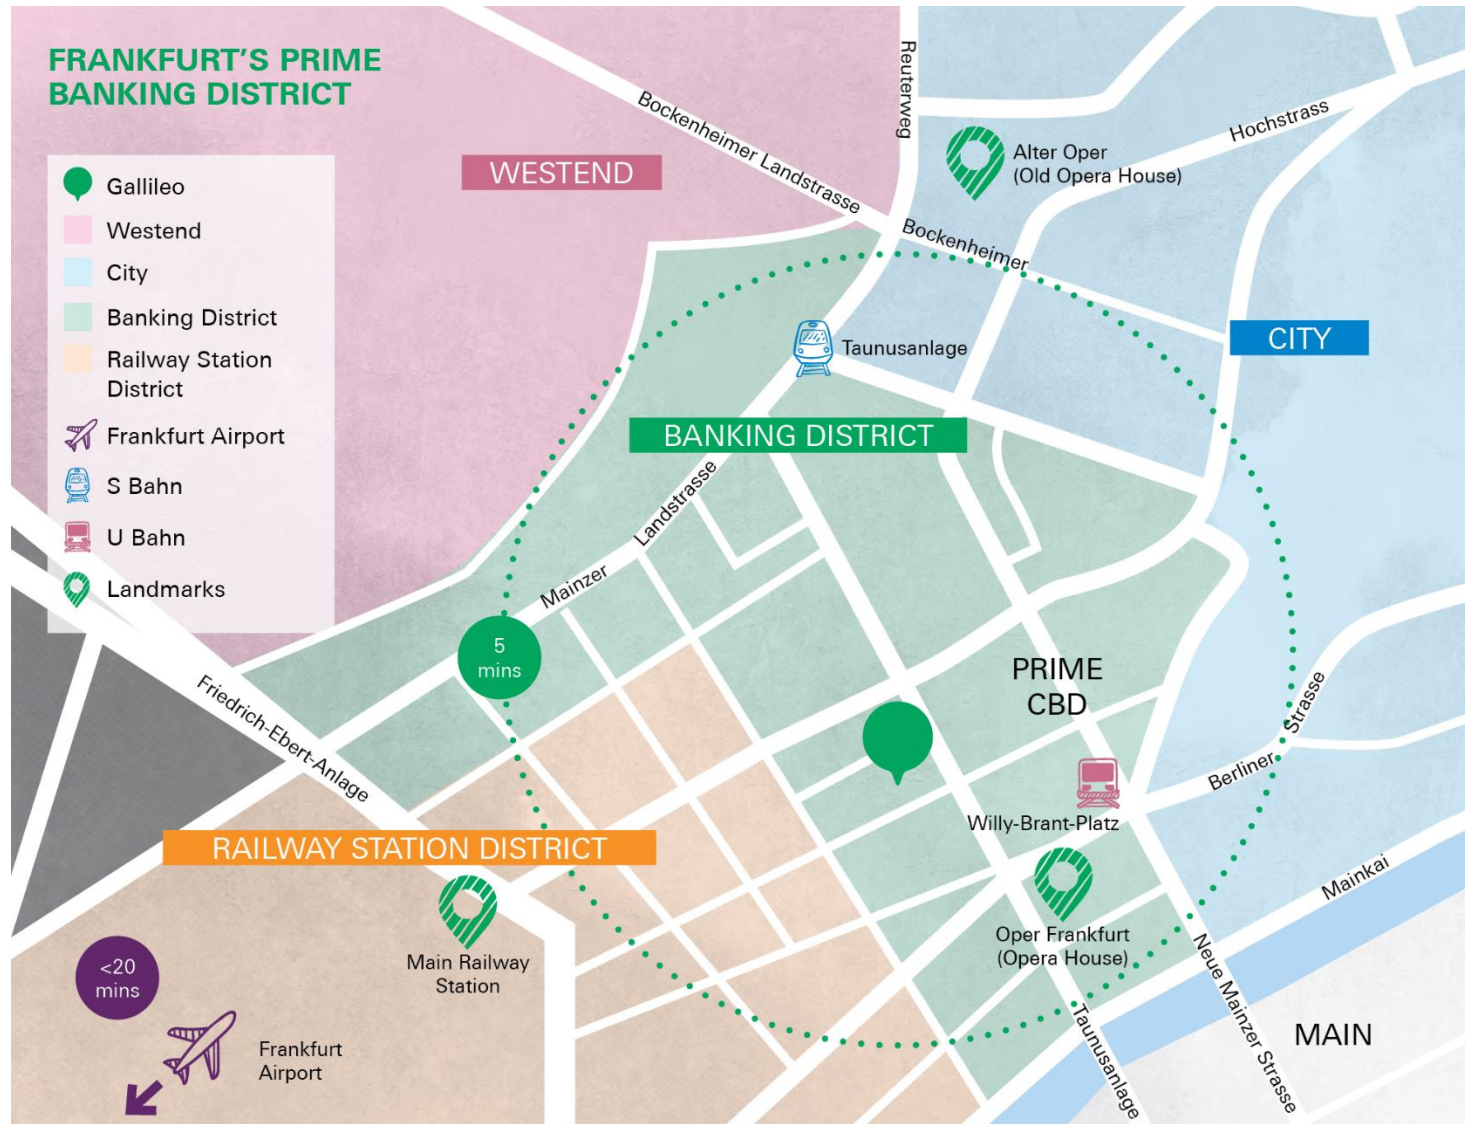 FRANKFURT'S PRIME
BANKING DISTRICT
Gallileo
Westend
City
Banking District
Railway Station
District
Frankfurt Airport
S Bahn
U Bahn
Landmarks
WESTEND
Bockenheimer Landstrasse
Reuterweg
Hochstrass
Alter Oper
(Old Opera House)
Bockenheimer
CITY
Taunusanlage
BANKING DISTRICT
Landstrasse
Mainzer
5
mins
PRIME
CBD
Friedrich-Ebert-Anlage
Strasse
Berliner
Willy-Brant-Platz
RAILWAY STATION DISTRICT
Mainkai
Main Railway
Station
Oper Frankfurt
(Opera House)
<20
mins
Neue Mainzer Strasse
Taunusanlage
MAIN
Frankfurt
Airport